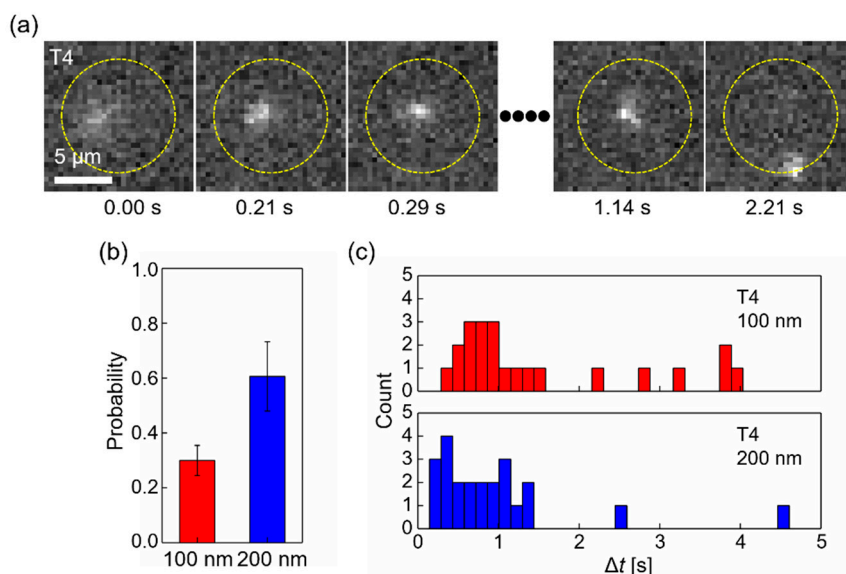 (a)
T4
5 μm
0.00 s
0.21 s
0.29 s
1.14 s
2.21 s
(b)
Probability
1.0
0.8
0.6
0.4
0.2
0.0
100 nm
200 nm
(c)
Count
5
4
3
2
1
0
T4
100 nm
5
4
3
2
1
0
T4
200 nm
0 1 2 3 4 5
Δt [s]